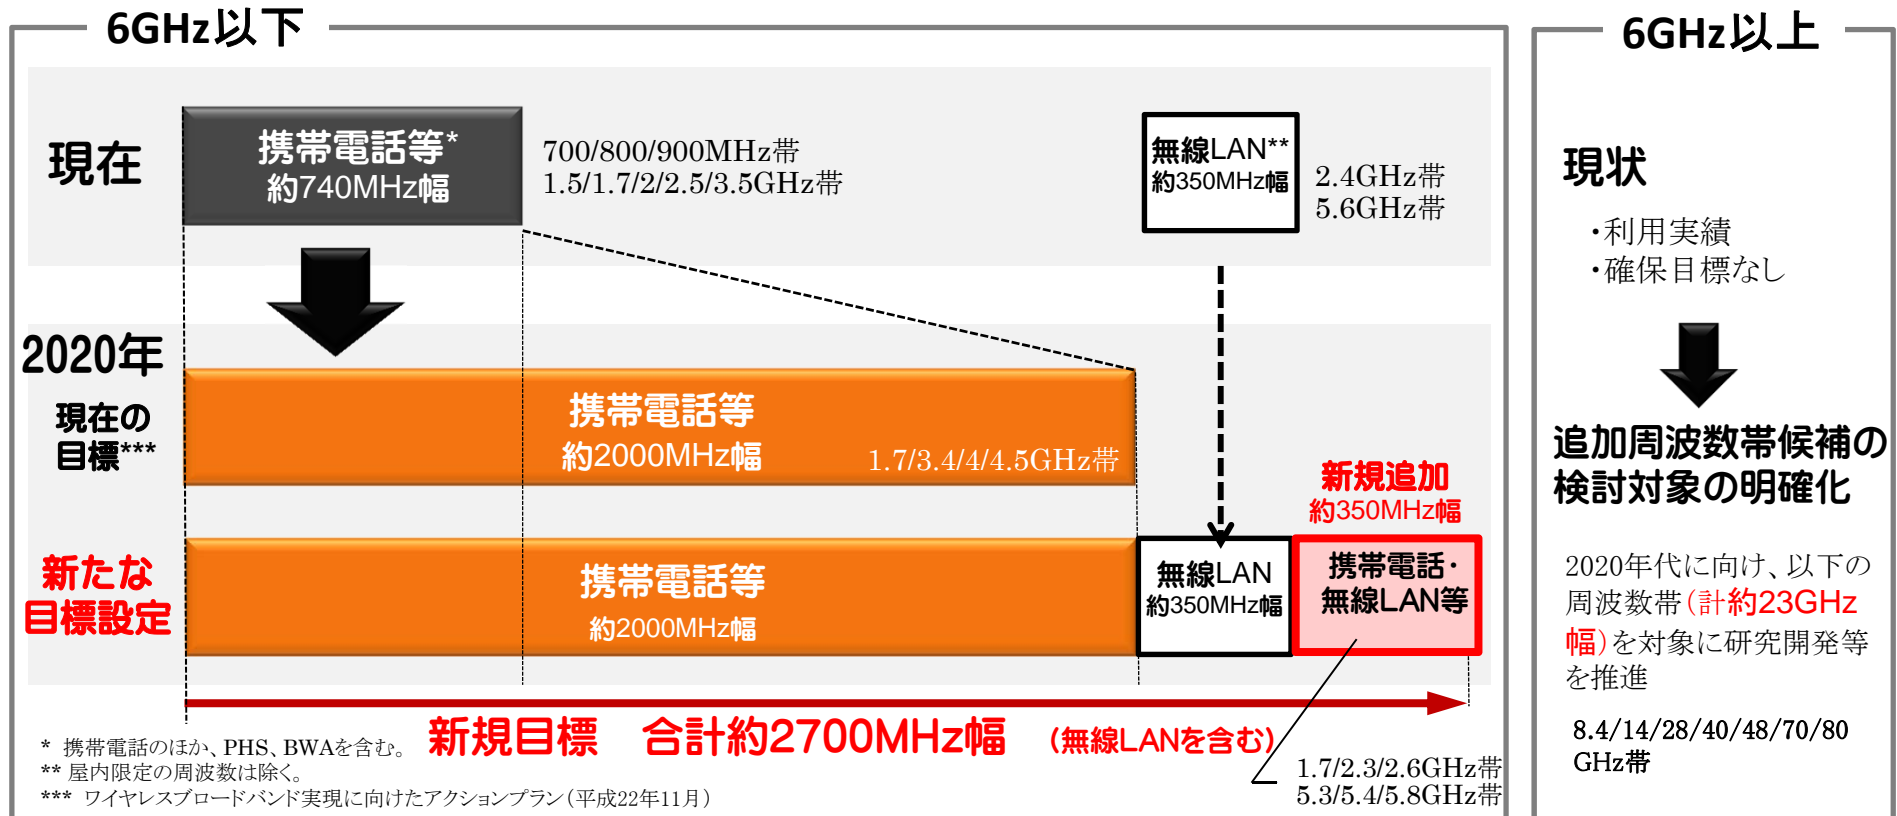 6GHz以下
現在
携帯電話等*
約740MHz幅
700/800/900MHz帯
1.5/1.7/2/2.5/3.5GHz帯
無線LAN**
約350MHz幅
2.4GHz帯
5.6GHz帯
2020年
現在の
目標***
携帯電話等
約2000MHz幅
1.7/3.4/4/4.5GHz帯
新規追加
約350MHz幅
新たな
目標設定
携帯電話等
約2000MHz幅
無線LAN
約350MHz幅
携帯電話・
無線LAN等
新規目標 合計約2700MHz幅 (無線LANを含む)
1.7/2.3/2.6GHz帯
5.3/5.4/5.8GHz帯
* 携帯電話のほか、PHS、BWAを含む。
** 屋内限定の周波数は除く。
*** ワイヤレスブロードバンド実現に向けたアクションプラン(平成22年11月)
6GHz以上
現状
・利用実績
・確保目標なし
追加周波数帯候補の
検討対象の明確化
2020年代に向け、以下の
周波数帯(計約23GHz
幅)を対象に研究開発等
を推進
8.4/14/28/40/48/70/80
GHz帯